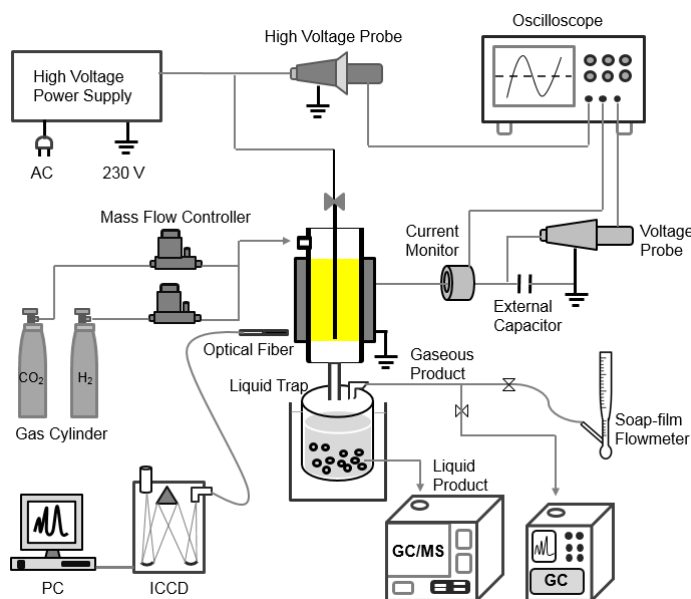 Oscilloscope
High Voltage Probe
High Voltage
Power Supply
AC
230 V
Mass Flow Controller
Current
Monitor
Voltage
Probe
External
Capacitor
Optical Fiber
CO₂
H₂
Gas Cylinder
Liquid Trap
Gaseous
Product
Soap-film
Flowmeter
Liquid
Product
GC/MS
GC
PC
ICCD